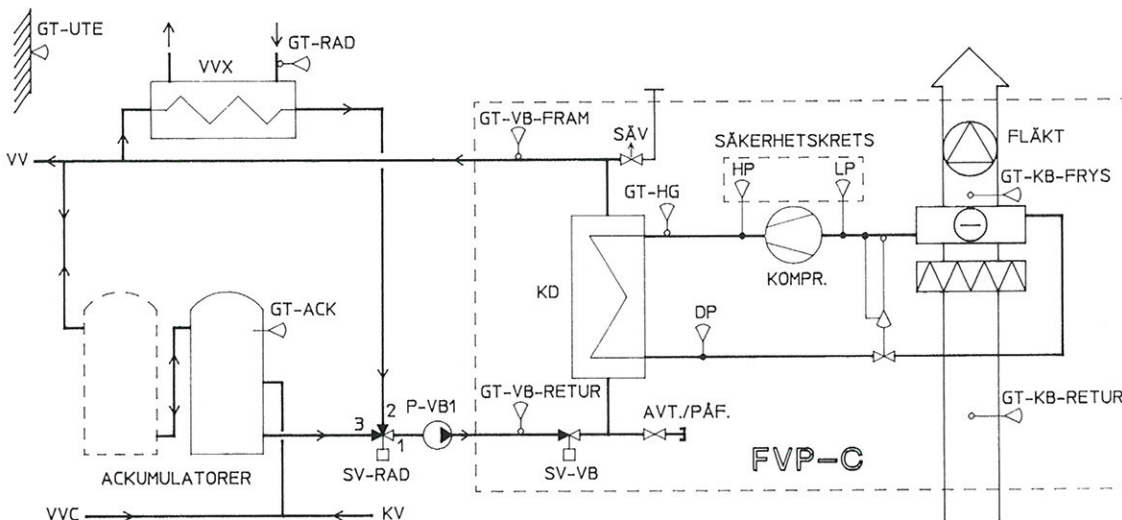 GT-UTE
GT-RAD
VVX
GT-VB-FRAM
SÄV
SÄKERHETSKRETS
FLÄKT
VV
HP
LP
GT-KB-FRYS
GT-HG
KOMPR.
KD
GT-ACK
DP
GT-VB-RETUR
AVT./PÅF.
GT-KB-RETUR
P-VB1
2
3
1
SV-RAD
SV-VB
FVP-C
ACKUMULATORER
VVC
KV